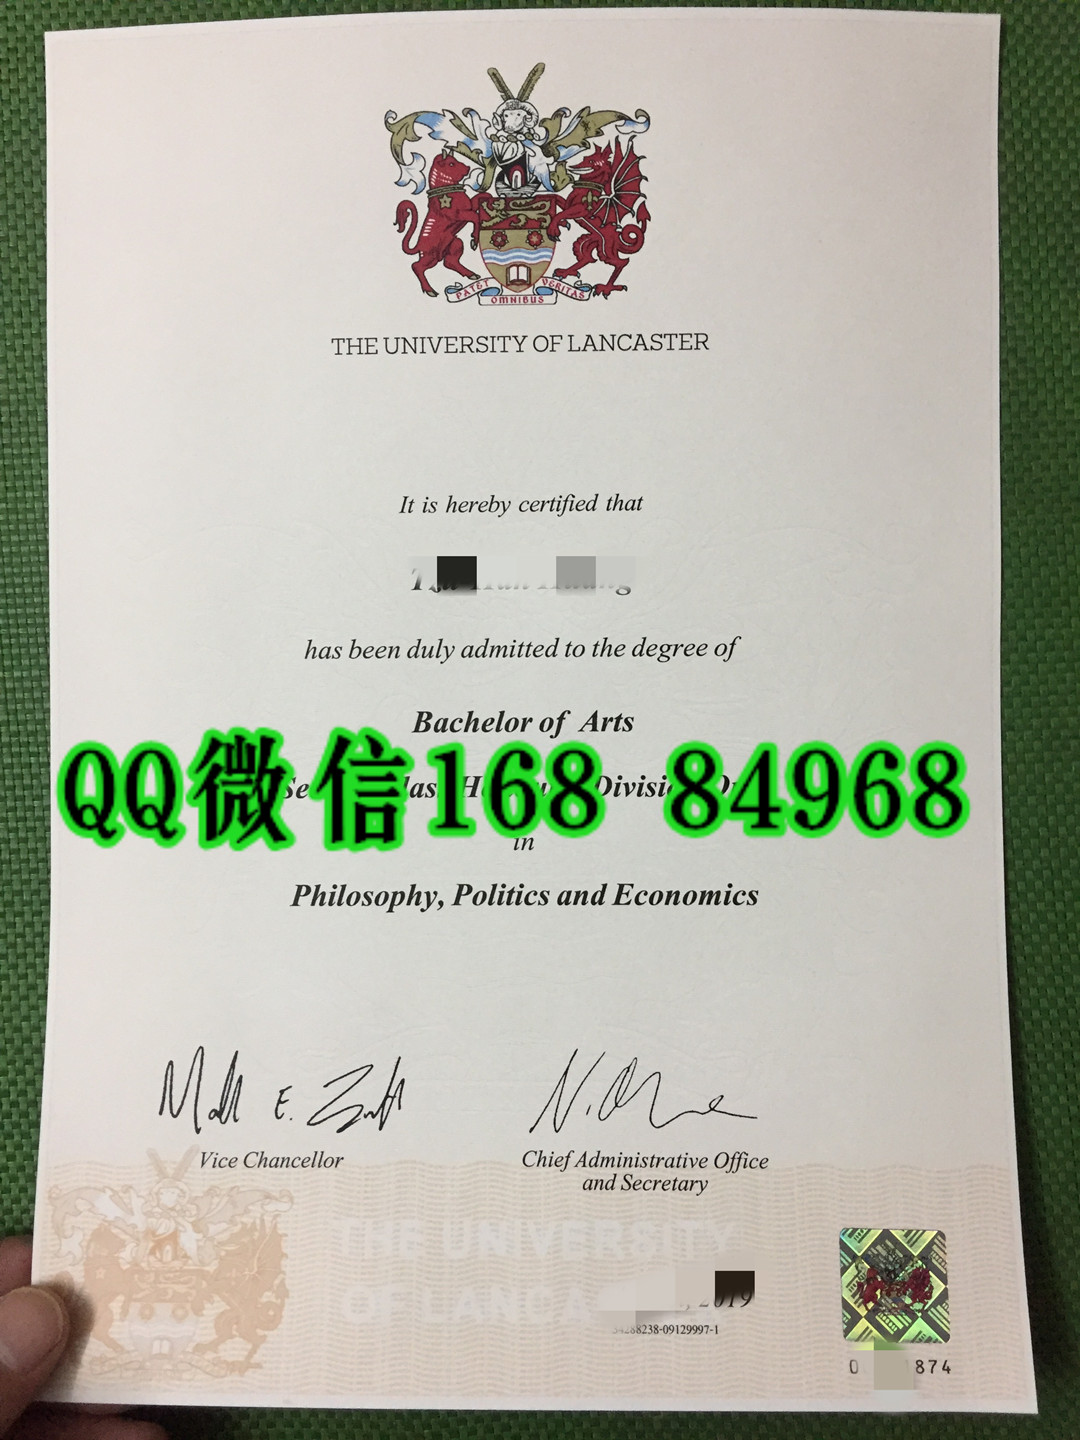 PATET OMNIBUS VERITAS
THE UNIVERSITY OF LANCASTER
It is hereby certified that
has been duly admitted to the degree of
Bachelor of Arts
QQ微信168 84968
in
Philosophy, Politics and Economics
Vice Chancellor
Chief Administrative Office
and Secretary
THE UNIVERSITY
2019
34288238-09129997-1
0 874